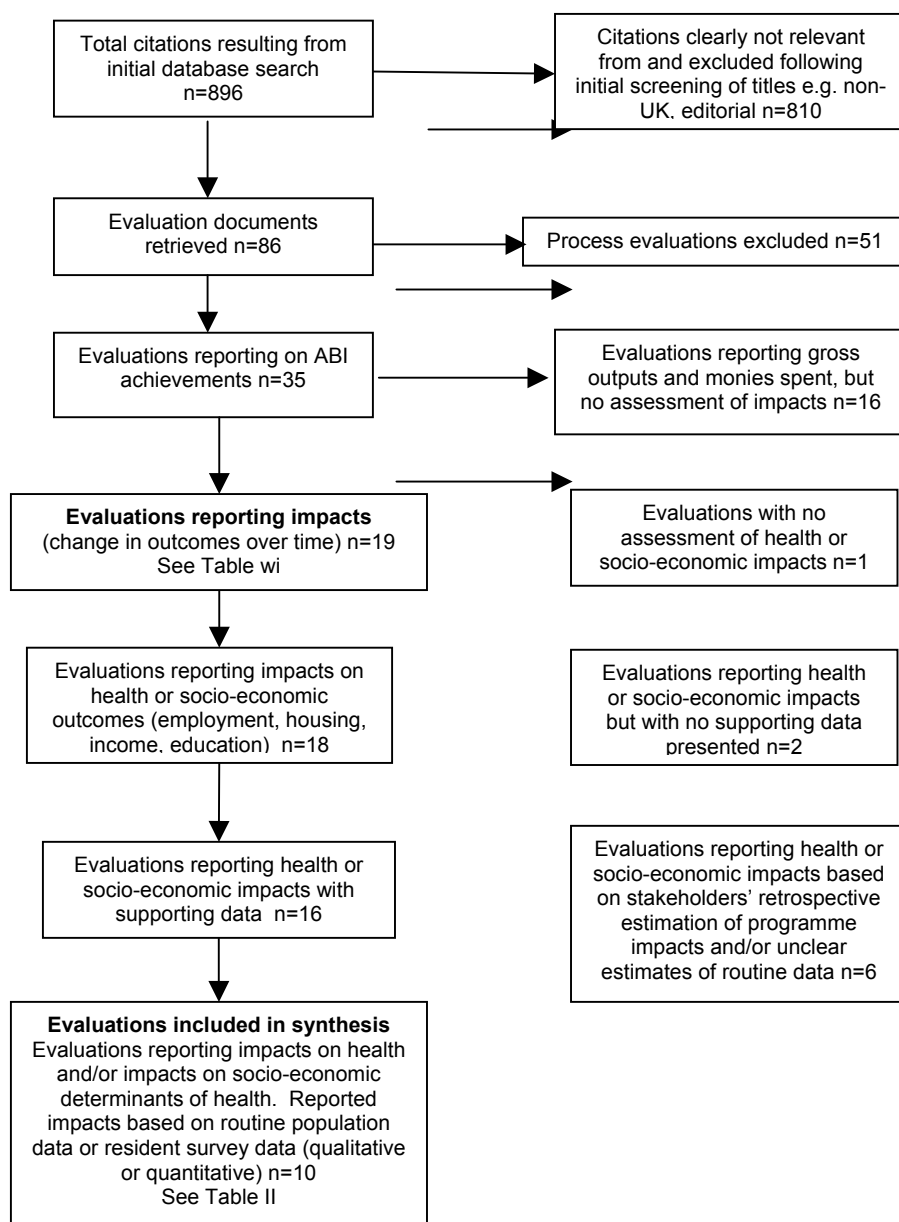 Total citations resulting from
initial database search
n=896
Citations clearly not relevant
from and excluded following
initial screening of titles e.g. non-
UK, editorial n=810
Evaluation documents
retrieved n=86
Process evaluations excluded n=51
Evaluations reporting on ABI
achievements n=35
Evaluations reporting gross
outputs and monies spent, but
no assessment of impacts n=16
Evaluations reporting impacts
(change in outcomes over time) n=19
See Table wi
Evaluations with no
assessment of health or
socio-economic impacts n=1
Evaluations reporting impacts on
health or socio-economic
outcomes (employment, housing,
income, education) n=18
Evaluations reporting health
or socio-economic impacts
but with no supporting data
presented n=2
Evaluations reporting health or
socio-economic impacts with
supporting data n=16
Evaluations reporting health or
socio-economic impacts based
on stakeholders’ retrospective
estimation of programme
impacts and/or unclear
estimates of routine data n=6
Evaluations included in synthesis
Evaluations reporting impacts on health
and/or impacts on socio-economic
determinants of health. Reported
impacts based on routine population
data or resident survey data (qualitative
or quantitative) n=10
See Table II